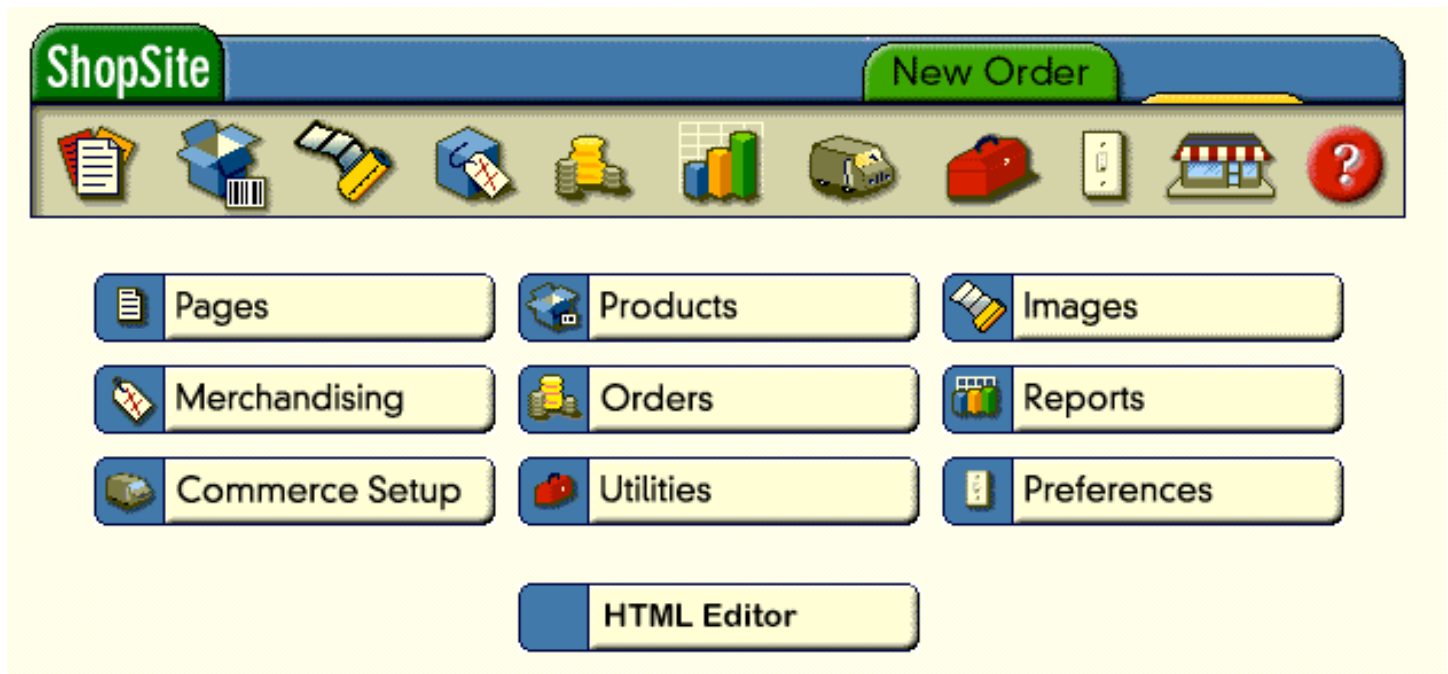 ShopSite
New Order
?
Pages
Products
Images
Merchandising
Orders
Reports
Commerce Setup
Utilities
Preferences
HTML Editor